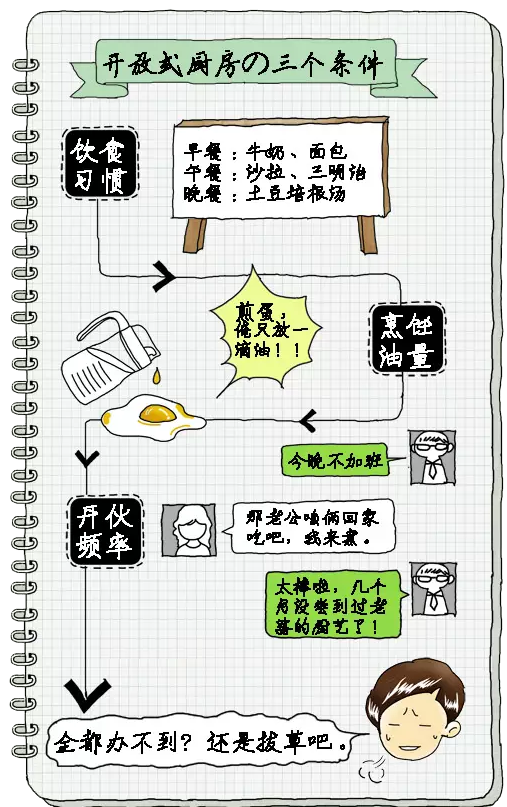 开放式厨房の三个条件
饮食
习惯
早餐：牛奶、面包
午餐：沙拉、三明治
晚餐：土豆培根汤
煎蛋，
俺只放一
滴油！！
烹饪
油量
今晚不加班
开伙
频率
那老公咱俩回家
吃吧，我来煮。
太棒啦，几个
月没尝到过老
婆的厨艺了！
全都办不到？还是拔草吧。